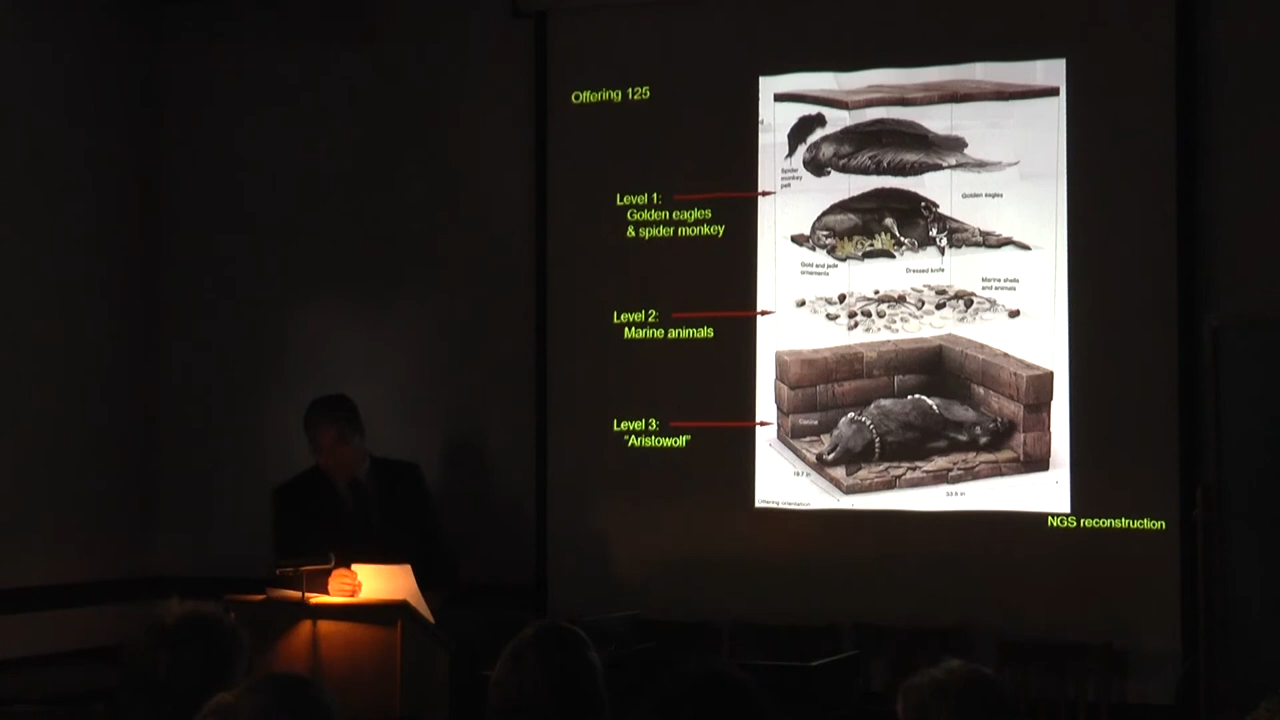 Offering 125
Spider
monkey
pelt
Level 1:
Golden eagles
& spider monkey
Golden eagles
Gold and jade
ornaments
Dressed knife
Marine shells
and animals
Level 2:
Marine animals
Level 3:
“Aristowolf”
Canine
19.7 in
33.5 in
Offering orientation
NGS reconstruction